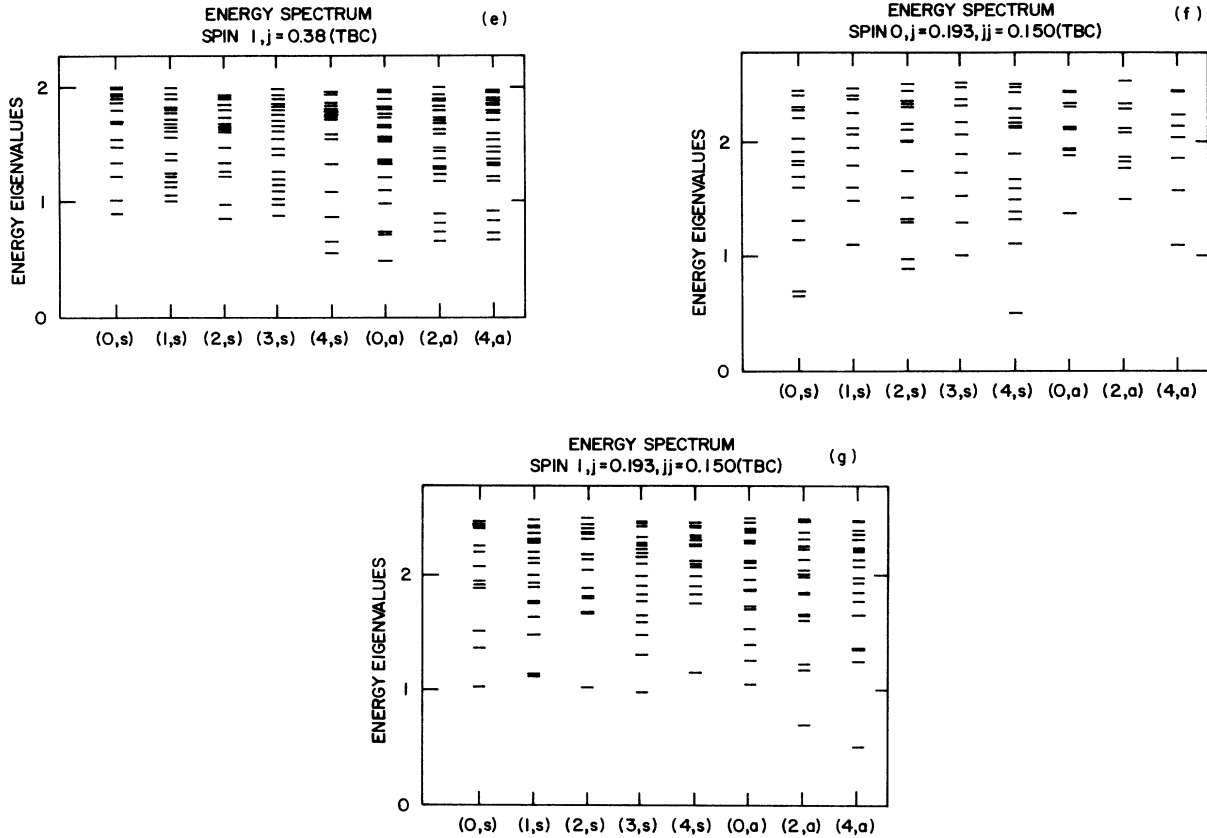 ENERGY SPECTRUM
SPIN 1, j = 0.38 (TBC)
(e)
ENERGY EIGENVALUES
2
1
0
(0,s) (1,s) (2,s) (3,s) (4,s) (0,a) (2,a) (4,a)
ENERGY SPECTRUM
SPIN 0, j = 0.193, jj = 0.150 (TBC)
(f)
ENERGY EIGENVALUES
2
1
0
(0,s) (1,s) (2,s) (3,s) (4,s) (0,a) (2,a) (4,a)
ENERGY SPECTRUM
SPIN 1, j = 0.193, jj = 0.150 (TBC)
(g)
ENERGY EIGENVALUES
2
1
0
(0,s) (1,s) (2,s) (3,s) (4,s) (0,a) (2,a) (4,a)